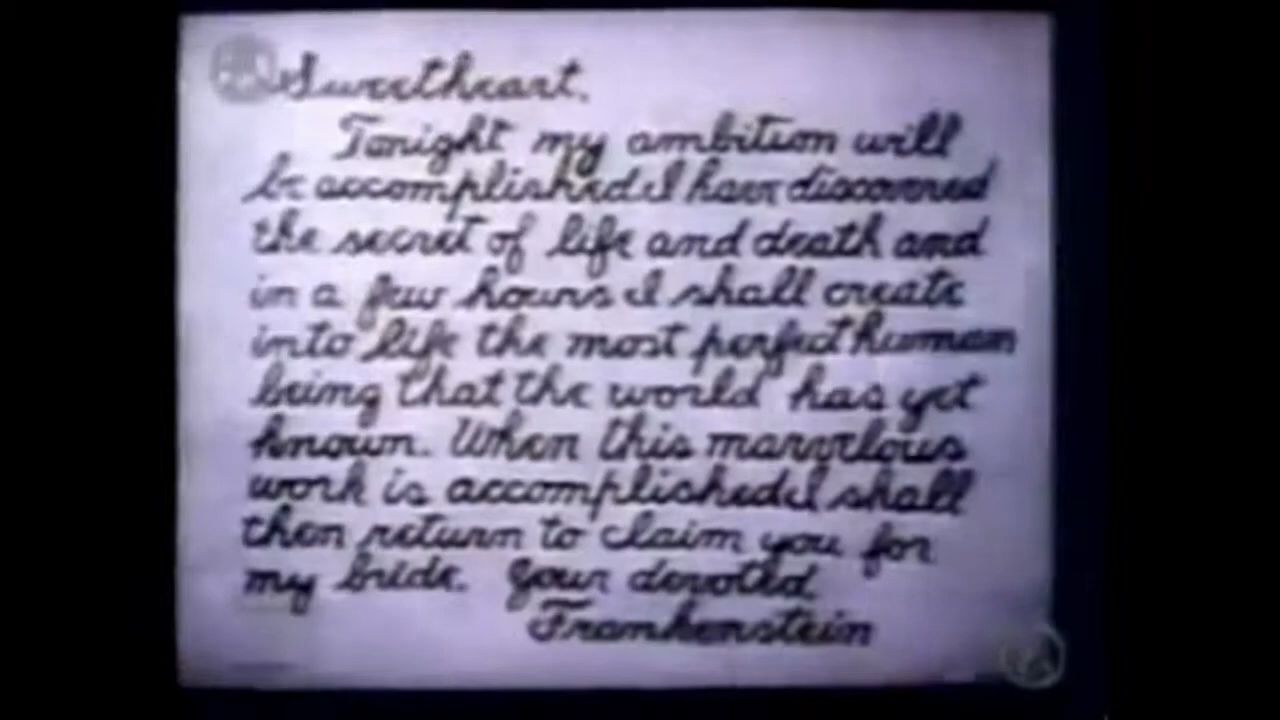 Sweetheart,
Tonight my ambition will
be accomplished I have discovered
the secret of life and death and
in a few hours I shall create
into life the most perfect human
being that the world has yet
known. When this marvelous
work is accomplished I shall
then return to claim you for
my bride. Your devoted
Frankenstein